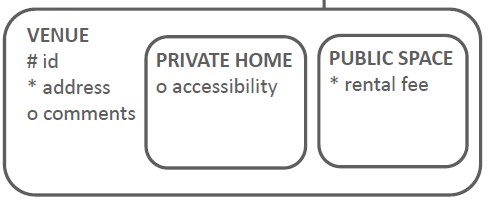 VENUE
# id
* address
o comments
PRIVATE HOME
o accessibility
PUBLIC SPACE
* rental fee